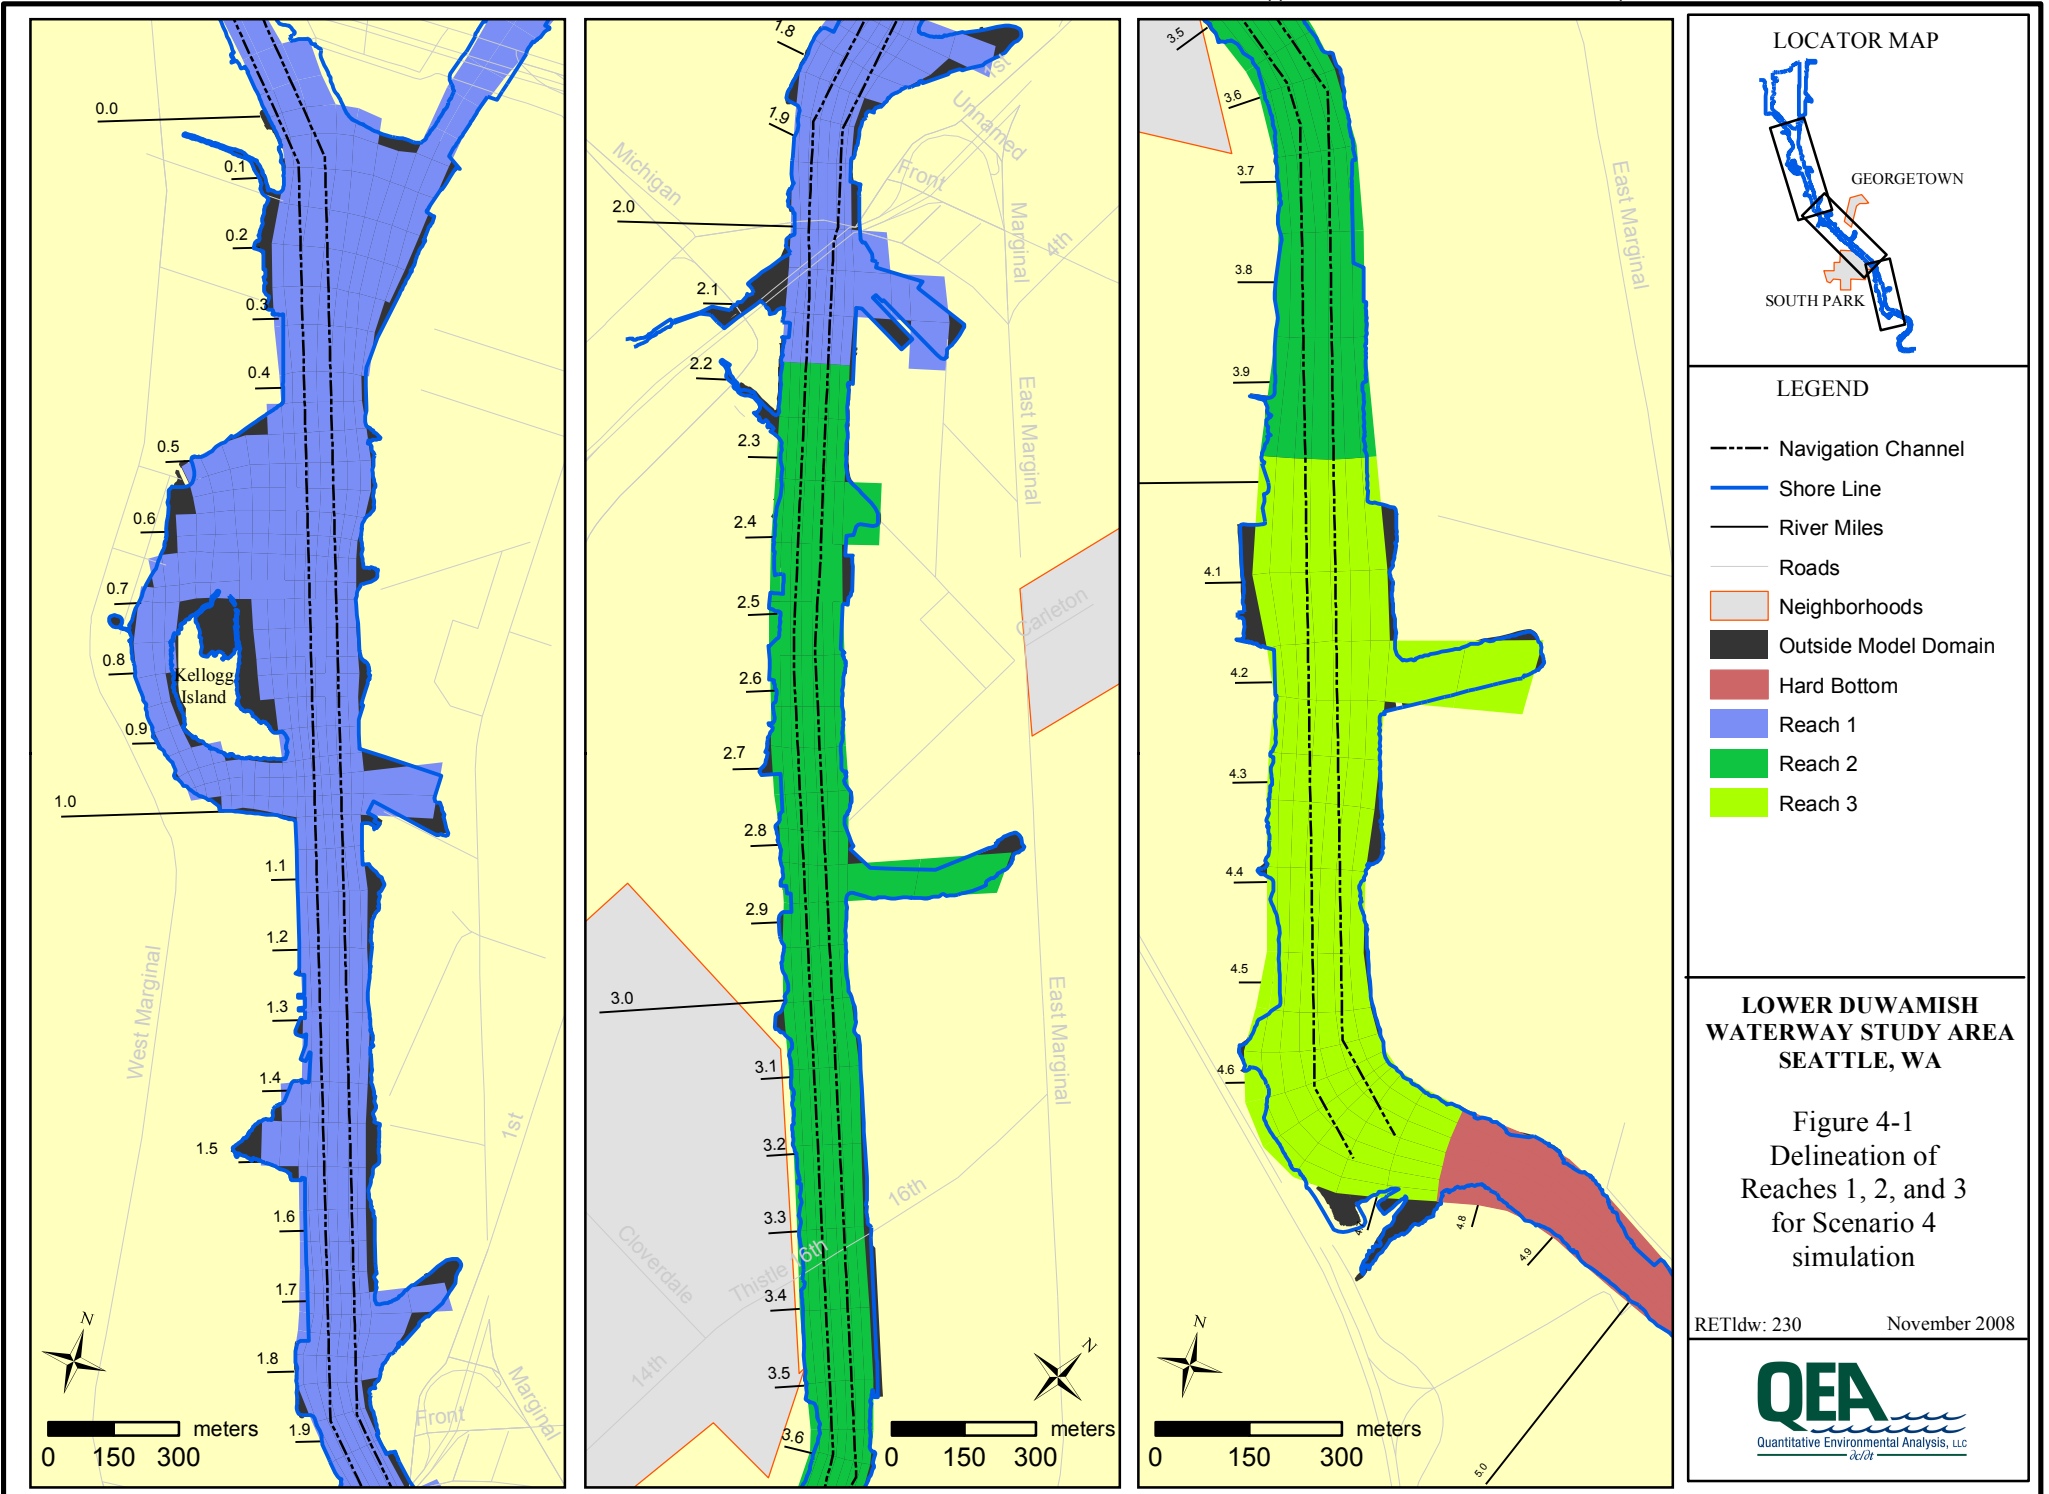 0.0
0.1
0.2
0.3
0.4
0.5
0.6
0.7
0.8
Kellogg
Island
0.9
1.0
1.1
1.2
1.3
1.4
1.5
1.6
1.7
1.8
1.9
West Marginal
1st
Front
Marginal
N
meters
0 150 300
1.8
1.9
2.0
2.1
2.2
2.3
2.4
2.5
2.6
2.7
2.8
2.9
3.0
3.1
3.2
3.3
3.4
3.5
3.6
Michigan
1st
Unnamed
Front
Marginal
4th
East Marginal
Carleton
East Marginal
16th
Thistle 16th
Cloverdale
14th
N
meters
0 150 300
3.5
3.6
3.7
3.8
3.9
4.1
4.2
4.3
4.4
4.5
4.6
4.8
4.9
5.0
East Marginal
N
meters
0 150 300
LOCATOR MAP
GEORGETOWN
SOUTH PARK
LEGEND
Navigation Channel
Shore Line
River Miles
Roads
Neighborhoods
Outside Model Domain
Hard Bottom
Reach 1
Reach 2
Reach 3
LOWER DUWAMISH
WATERWAY STUDY AREA
SEATTLE, WA
Figure 4-1
Delineation of
Reaches 1, 2, and 3
for Scenario 4
simulation
RETldw: 230 November 2008
QEA
Quantitative Environmental Analysis, LLC
∂c/∂t